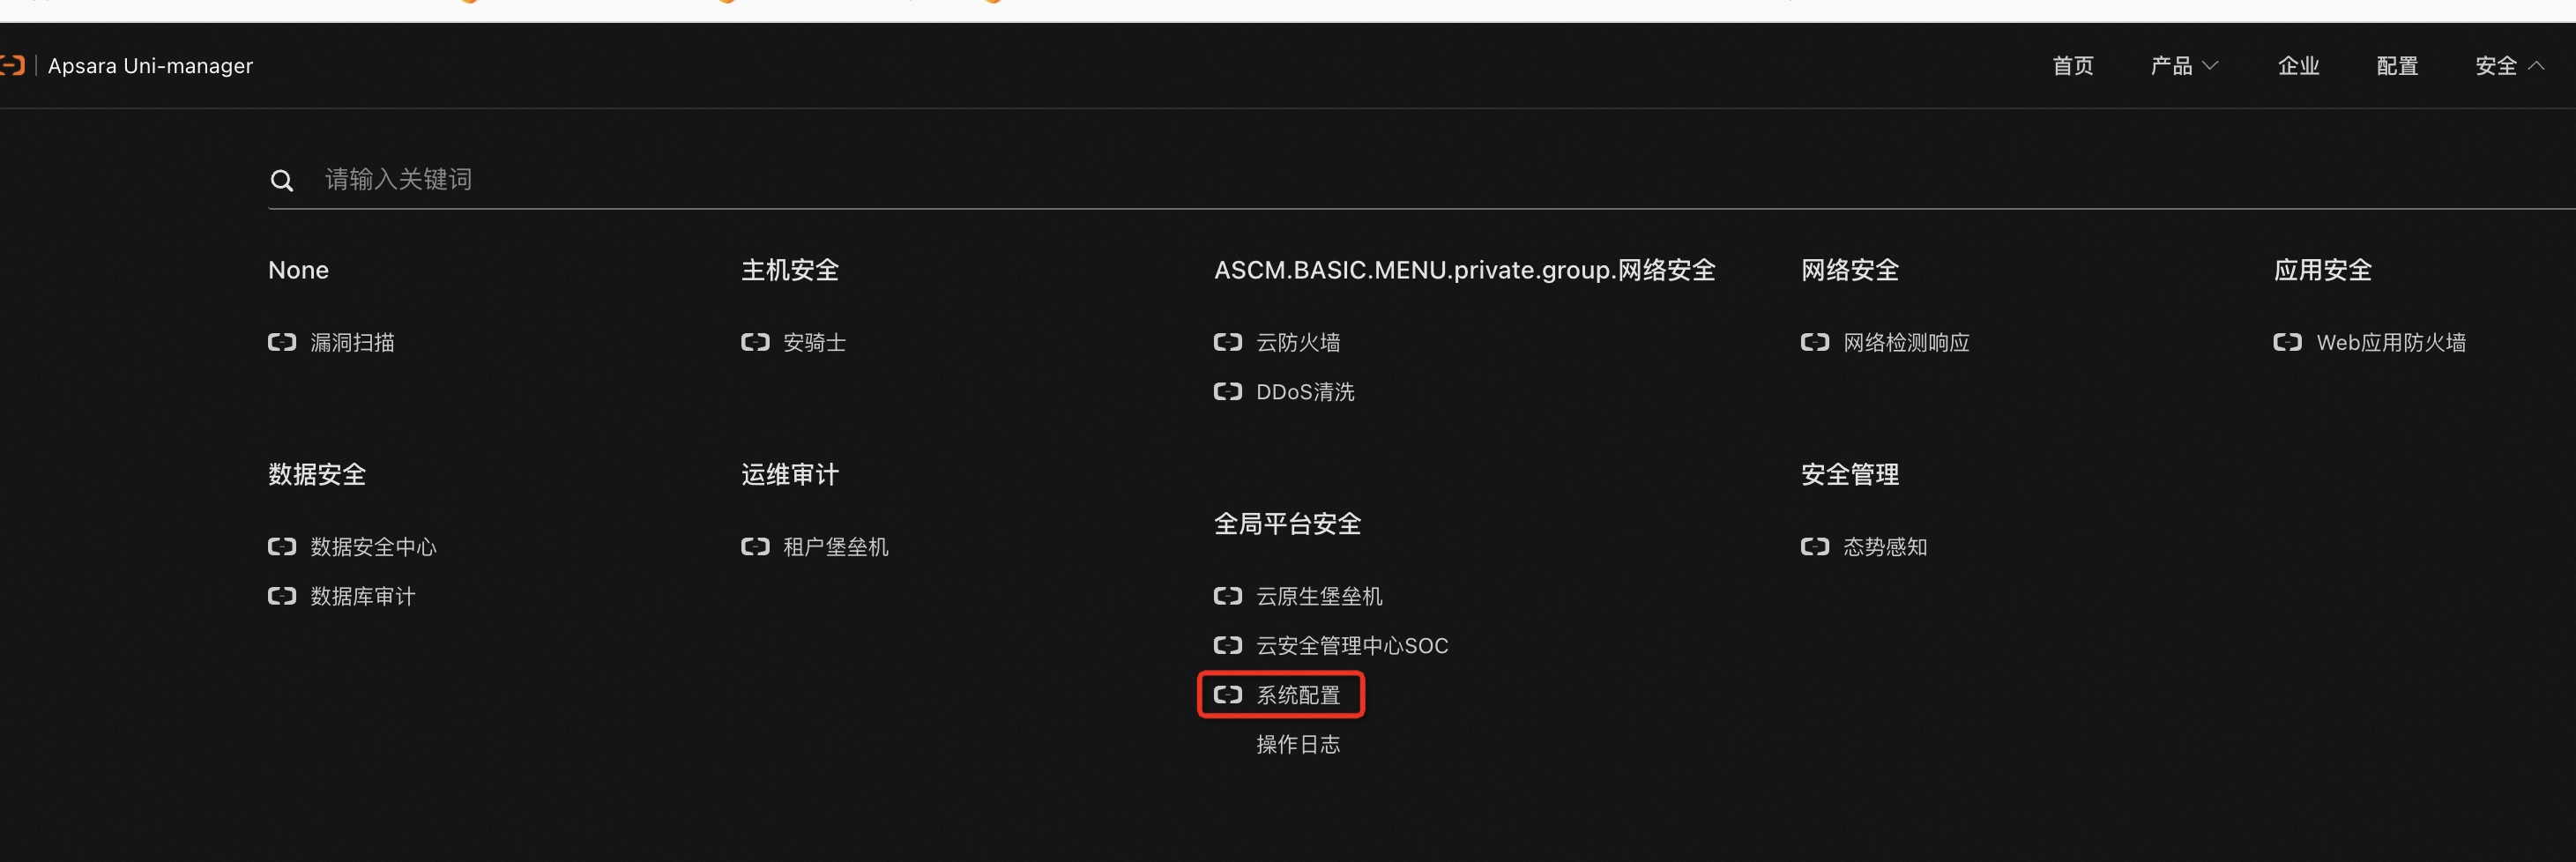 Apsara Uni-manager
首页
产品
企业
配置
安全
请输入关键词
None
漏洞扫描
主机安全
安骑士
ASCM.BASIC.MENU.private.group.网络安全
云防火墙
DDoS清洗
网络安全
网络检测响应
应用安全
Web应用防火墙
数据安全
数据安全中心
数据库审计
运维审计
租户堡垒机
全局平台安全
云原生堡垒机
云安全管理中心SOC
系统配置
操作日志
安全管理
态势感知